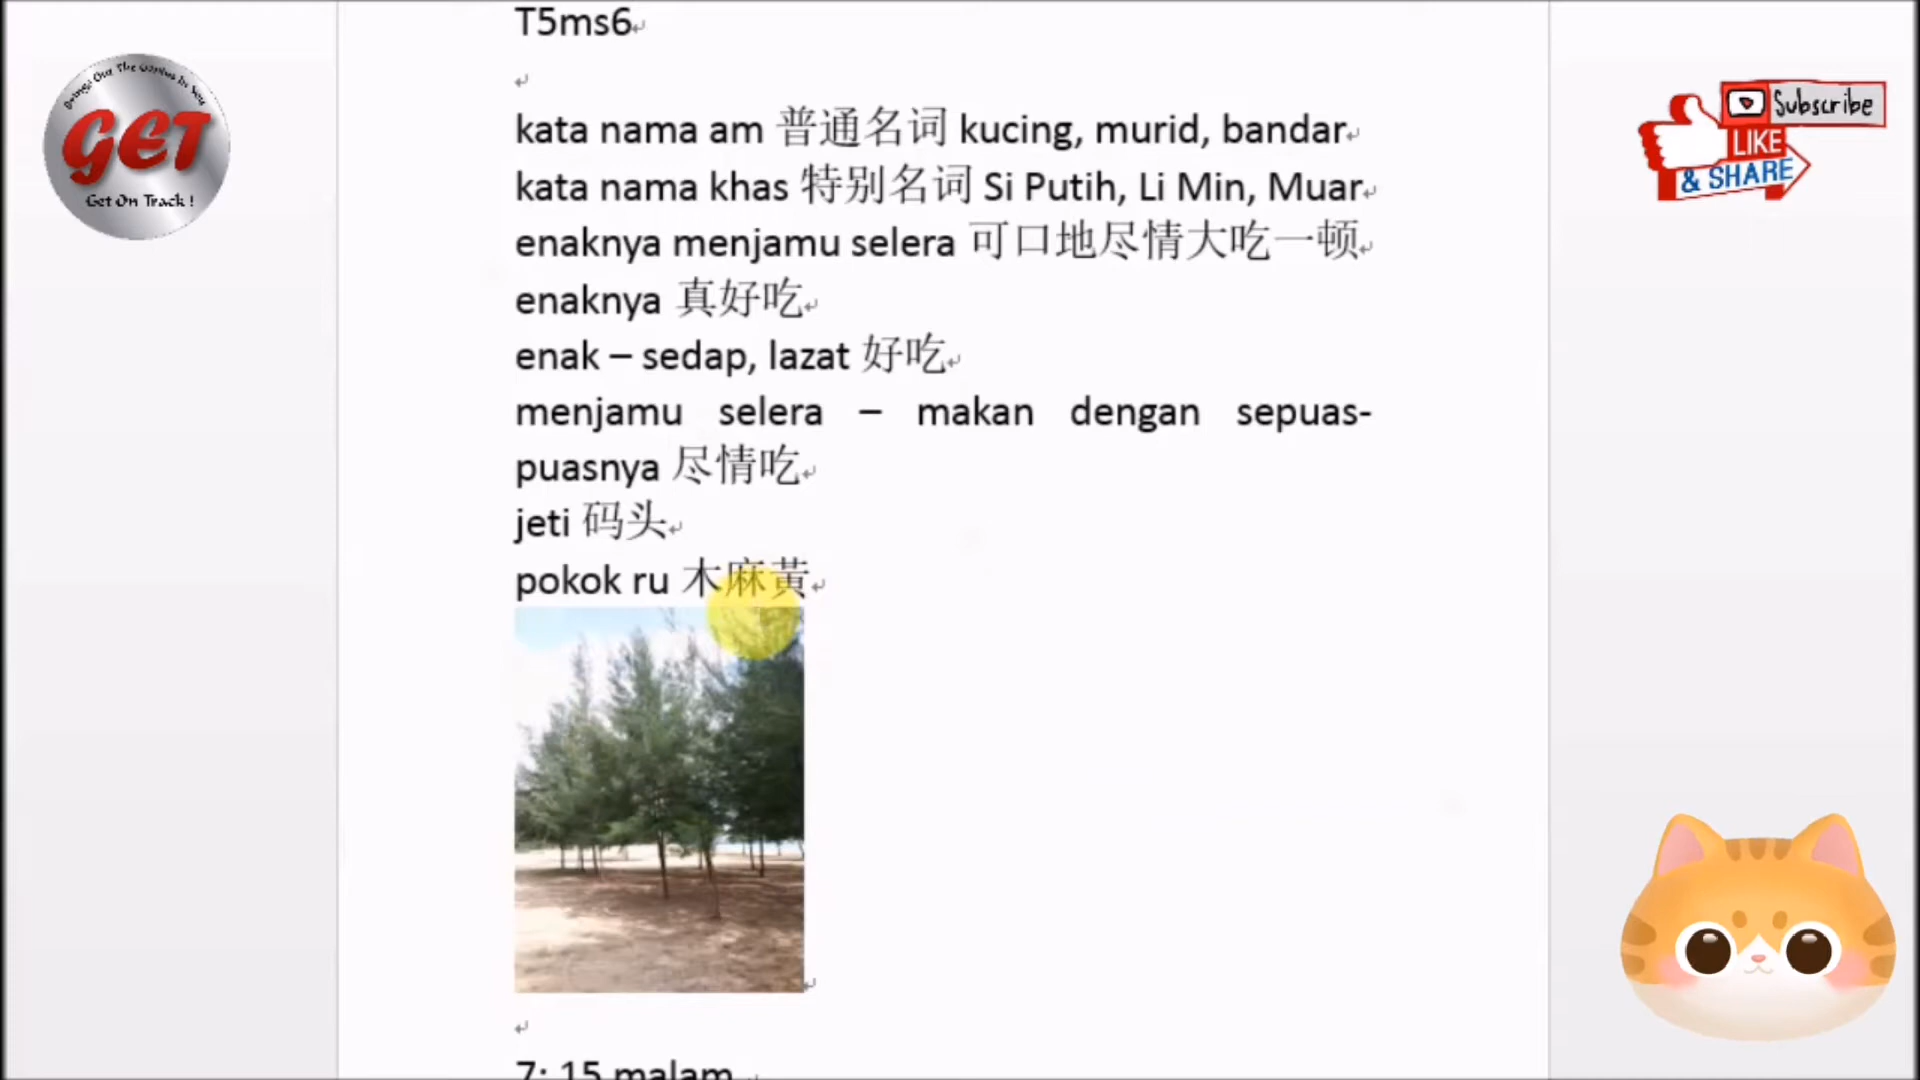 T5ms6
kata nama am 普通名词 kucing, murid, bandar
kata nama khas 特别名词 Si Putih, Li Min, Muar
enaknya menjamu selera 可口地尽情大吃一顿
enaknya 真好吃
enak – sedap, lazat 好吃
menjamu selera – makan dengan sepuas-
puasnya 尽情吃
jeti 码头
pokok ru 木麻黄
7: 15 malam
GET
Get On Track !
Subscribe
LIKE
& SHARE